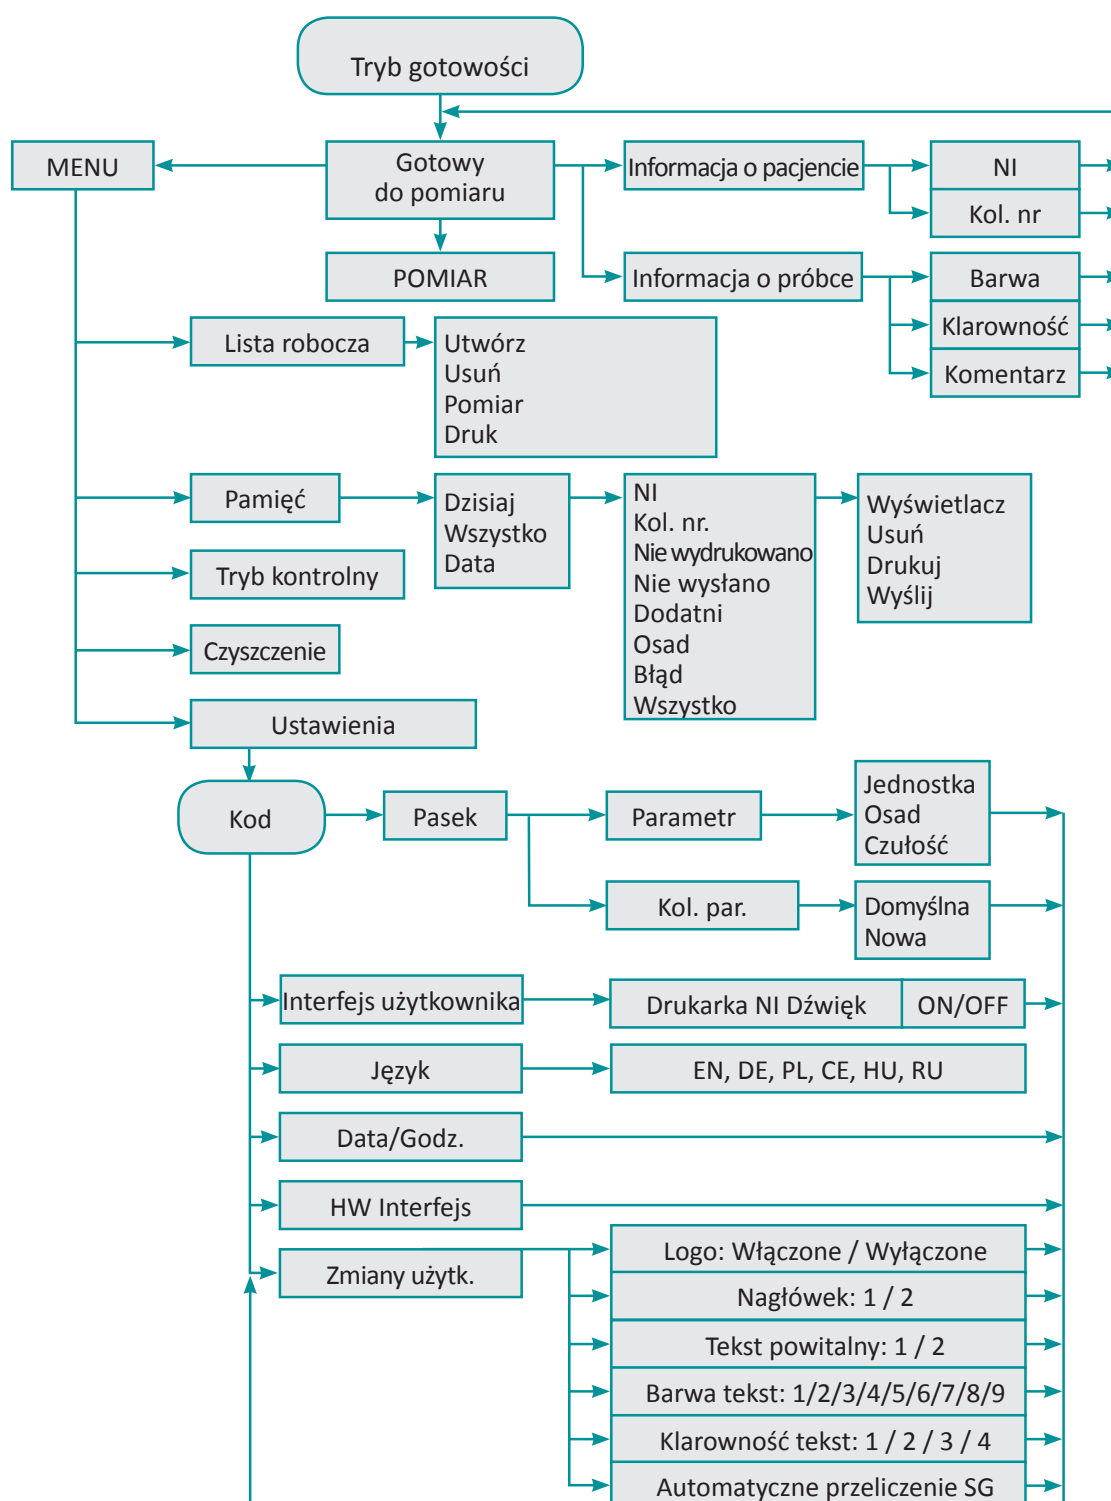 Tryb gotowości
MENU
Gotowy
do pomiaru
Informacja o pacjencie
NI
Kol. nr
POMIAR
Informacja o próbce
Barwa
Klarowność
Komentarz
Lista robocza
Utwórz
Usuń
Pomiar
Druk
Pamięć
Dzisiaj
Wszystko
Data
NI
Kol. nr.
Nie wydrukowano
Nie wysłano
Dodatni
Osad
Błąd
Wszystko
Wyświetlacz
Usuń
Drukuj
Wyślij
Tryb kontrolny
Czyszczenie
Ustawienia
Kod
Pasek
Parametr
Jednostka
Osad
Czułość
Kol. par.
Domyślna
Nowa
Interfejs użytkownika
Drukarka NI Dźwięk
ON/OFF
Język
EN, DE, PL, CE, HU, RU
Data/Godz.
HW Interfejs
Zmiany użytk.
Logo: Włączone / Wyłączone
Nagłówek: 1 / 2
Tekst powitalny: 1 / 2
Barwa tekst: 1/2/3/4/5/6/7/8/9
Klarowność tekst: 1 / 2 / 3 / 4
Automatyczne przeliczenie SG